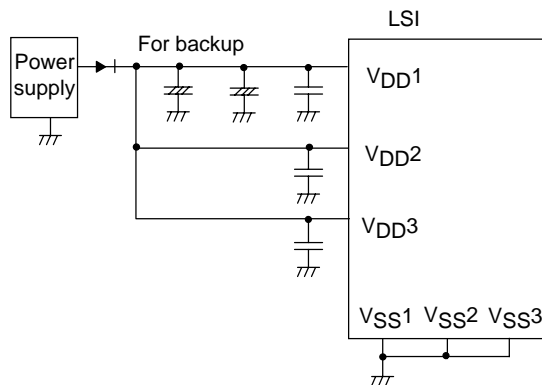 LSI
For backup
Power
supply
VDD1
VDD2
VDD3
VSS1 VSS2 VSS3